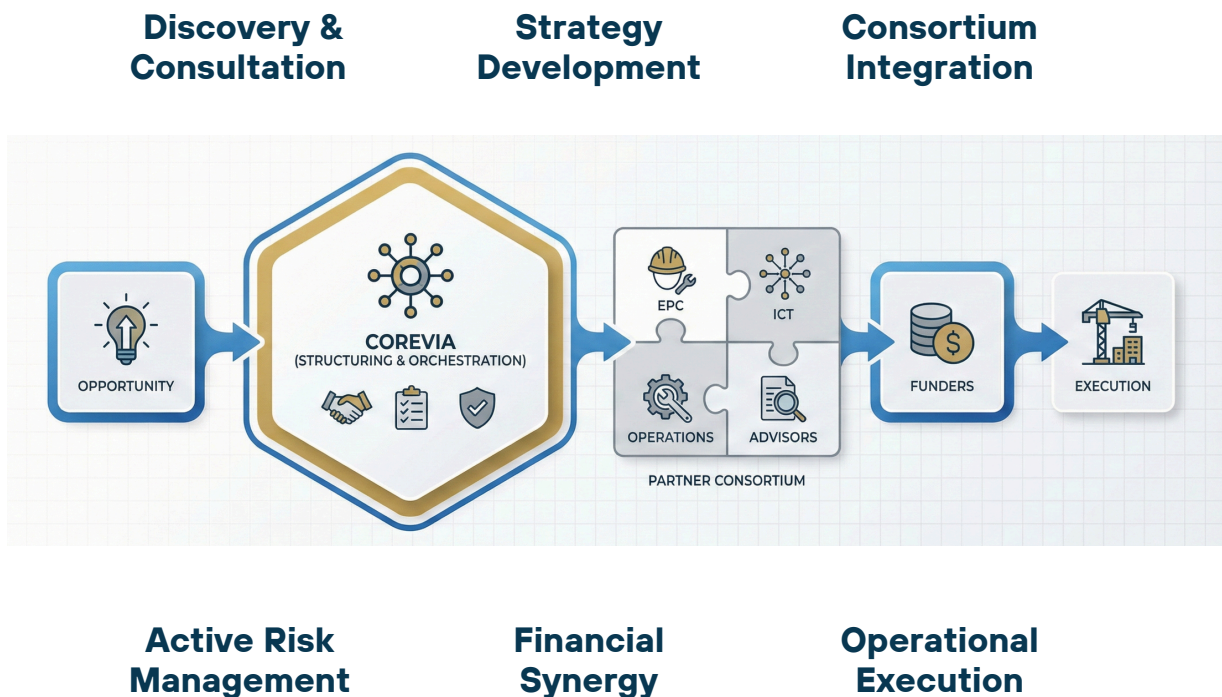 Discovery &
Consultation
Strategy
Development
Consortium
Integration
OPPORTUNITY
COREVIA
(STRUCTURING & ORCHESTRATION)
EPC
ICT
OPERATIONS
ADVISORS
PARTNER CONSORTIUM
$
FUNDERS
EXECUTION
Active Risk
Management
Financial
Synergy
Operational
Execution